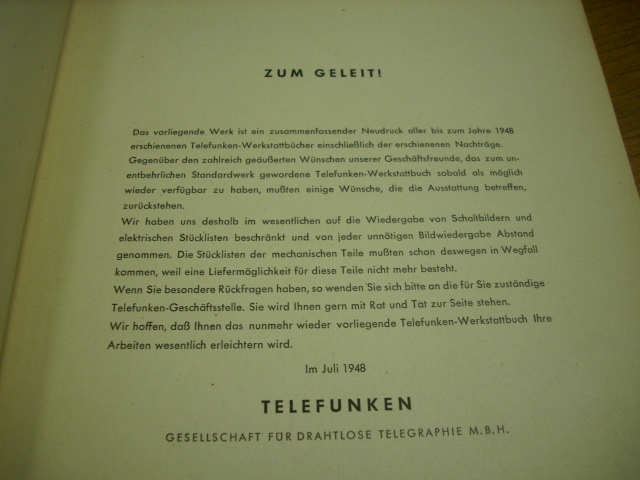 ZUM GELEIT!
Das vorliegende Werk ist ein zusammenfassender Neudruck aller bis zum Jahre 1948
erschienenen Telefunken-Werkstattbücher einschließlich der erschienenen Nachträge.
Gegenüber den zahlreich geäußerten Wünschen unserer Geschäftsfreunde, das zum un-
entbehrlichen Standardwerk gewordene Telefunken-Werkstattbuch sobald als möglich
wieder verfügbar zu haben, mußten einige Wünsche, die die Ausstattung betreffen,
zurückstehen.
Wir haben uns deshalb im wesentlichen auf die Wiedergabe von Schaltbildern und
elektrischen Stücklisten beschränkt und von jeder unnötigen Bildwiedergabe Abstand
genommen. Die Stücklisten der mechanischen Teile mußten schon deswegen in Wegfall
kommen, weil eine Liefermöglichkeit für diese Teile nicht mehr besteht.
Wenn Sie besondere Rückfragen haben, so wenden Sie sich bitte an die für Sie zuständige
Telefunken-Geschäftsstelle. Sie wird Ihnen gern mit Rat und Tat zur Seite stehen.
Wir hoffen, daß Ihnen das nunmehr wieder vorliegende Telefunken-Werkstattbuch Ihre
Arbeiten wesentlich erleichtern wird.
Im Juli 1948
TELEFUNKEN
GESELLSCHAFT FÜR DRAHTLOSE TELEGRAPHIE M.B.H.